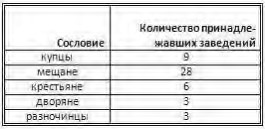 Сословие Количество принадле-
жавших заведений
купцы 9
мещане 28
крестьяне 6
дворяне 3
разночинцы 3